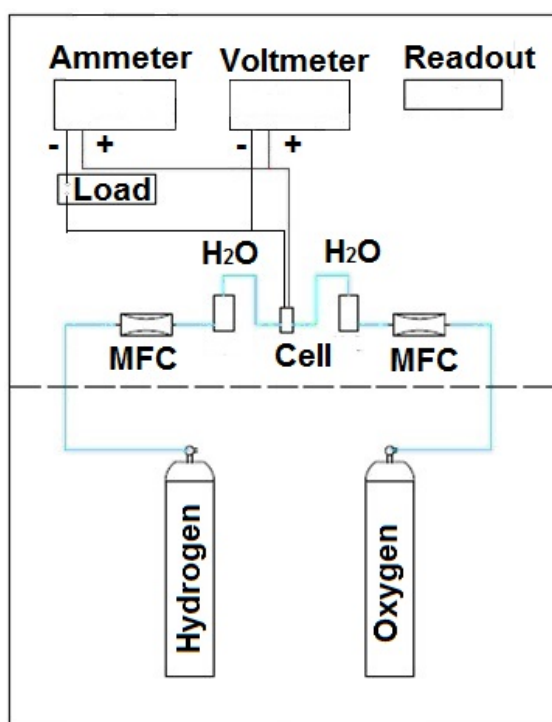 Ammeter Voltmeter Readout
- + - +
Load
H2O H2O
MFC Cell MFC
Hydrogen Oxygen